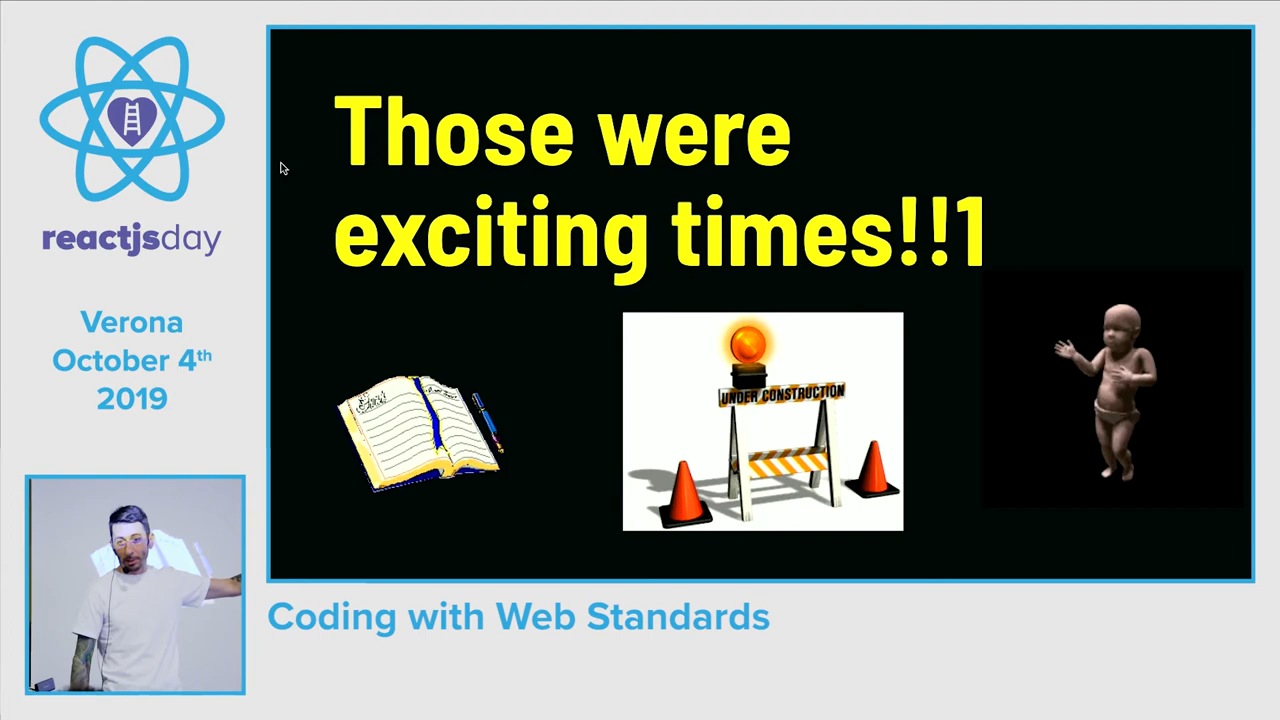 reactjsday
Verona
October 4th
2019
Those were
exciting times!!1
UNDER CONSTRUCTION
Coding with Web Standards